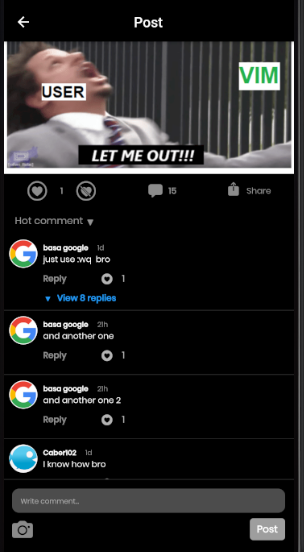 Post
VIM
USER
LET ME OUT!!!
1 15 Share
Hot comment
basa google 1d
just use :wq bro
Reply 1
View 8 replies
basa google 21h
and another one
Reply 1
basa google 21h
and another one 2
Reply 1
Caber102 1d
I know how bro
Write comment..
Post